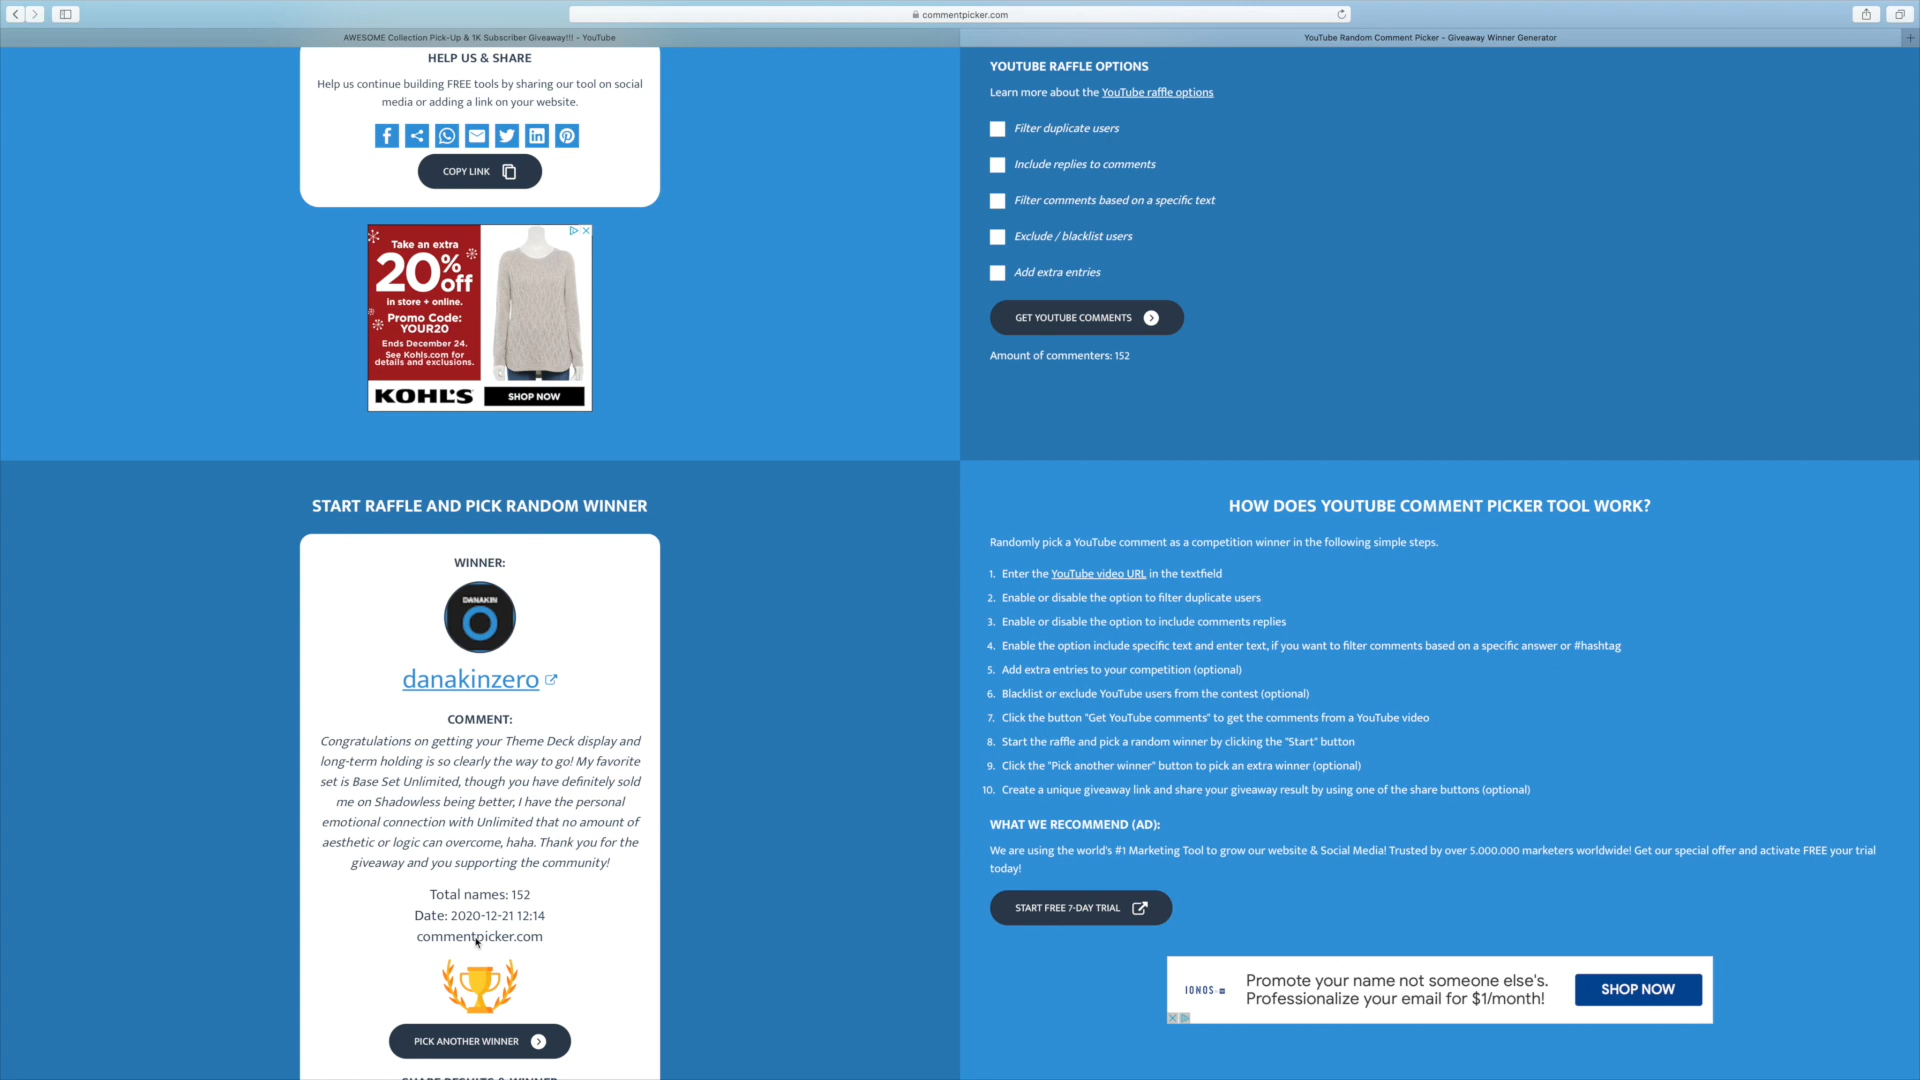 commentpicker.com
AWESOME Collection Pick-Up & 1K Subscriber Giveaway!!! - YouTube
YouTube Random Comment Picker - Giveaway Winner Generator
HELP US & SHARE
Help us continue building FREE tools by sharing our tool on social
media or adding a link on your website.
COPY LINK
Take an extra
20% off
in store + online.
Promo Code:
YOUR20
Ends December 24.
See Kohls.com for
details and exclusions.
KOHL'S
SHOP NOW
YOUTUBE RAFFLE OPTIONS
Learn more about the YouTube raffle options
Filter duplicate users
Include replies to comments
Filter comments based on a specific text
Exclude / blacklist users
Add extra entries
GET YOUTUBE COMMENTS
Amount of commenters: 152
START RAFFLE AND PICK RANDOM WINNER
WINNER:
DANAKIN
danakinzero
COMMENT:
Congratulations on getting your Theme Deck display and
long-term holding is so clearly the way to go! My favorite
set is Base Set Unlimited, though you have definitely sold
me on Shadowless being better, I have the personal
emotional connection with Unlimited that no amount of
aesthetic or logic can overcome, haha. Thank you for the
giveaway and you supporting the community!
Total names: 152
Date: 2020-12-21 12:14
commentpicker.com
PICK ANOTHER WINNER
SHARE RESULTS & WINNER
HOW DOES YOUTUBE COMMENT PICKER TOOL WORK?
Randomly pick a YouTube comment as a competition winner in the following simple steps.
1. Enter the YouTube video URL in the textfield
2. Enable or disable the option to filter duplicate users
3. Enable or disable the option to include comments replies
4. Enable the option include specific text and enter text, if you want to filter comments based on a specific answer or #hashtag
5. Add extra entries to your competition (optional)
6. Blacklist or exclude YouTube users from the contest (optional)
7. Click the button "Get YouTube comments" to get the comments from a YouTube video
8. Start the raffle and pick a random winner by clicking the "Start" button
9. Click the "Pick another winner" button to pick an extra winner (optional)
10. Create a unique giveaway link and share your giveaway result by using one of the share buttons (optional)
WHAT WE RECOMMEND (AD):
We are using the world's #1 Marketing Tool to grow our website & Social Media! Trusted by over 5.000.000 marketers worldwide! Get our special offer and activate FREE your trial
today!
START FREE 7-DAY TRIAL
IONOS
Promote your name not someone else's.
Professionalize your email for $1/month!
SHOP NOW